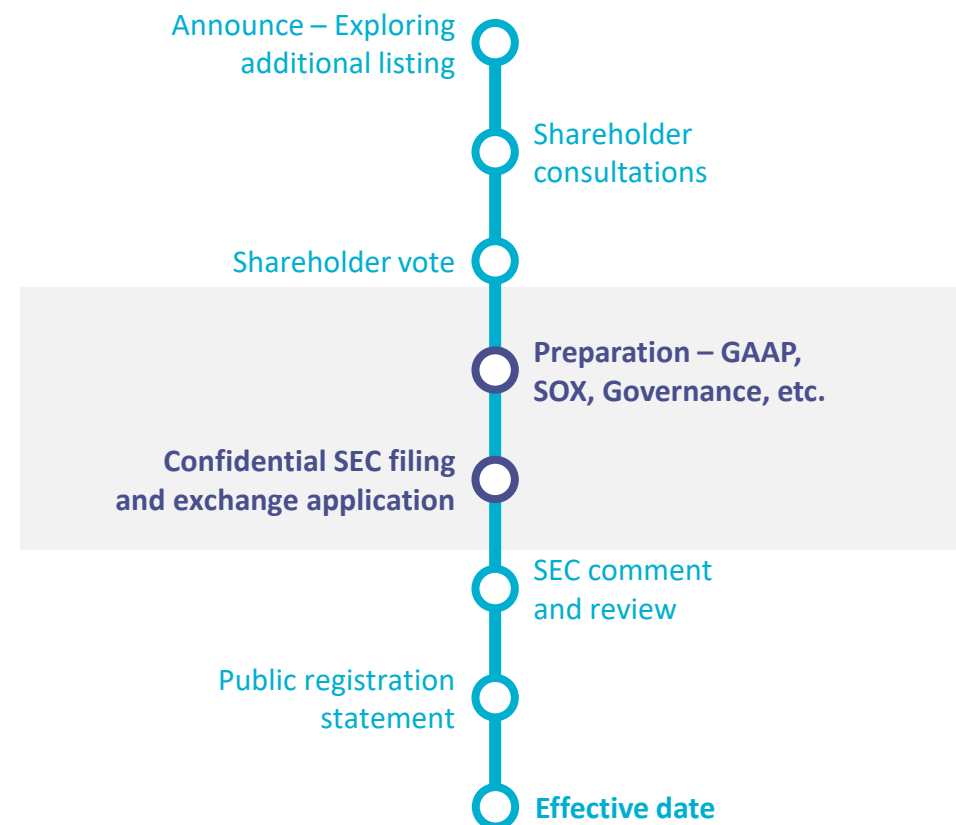 Announce – Exploring
additional listing
Shareholder
consultations
Shareholder vote
Preparation – GAAP,
SOX, Governance, etc.
Confidential SEC filing
and exchange application
SEC comment
and review
Public registration
statement
Effective date